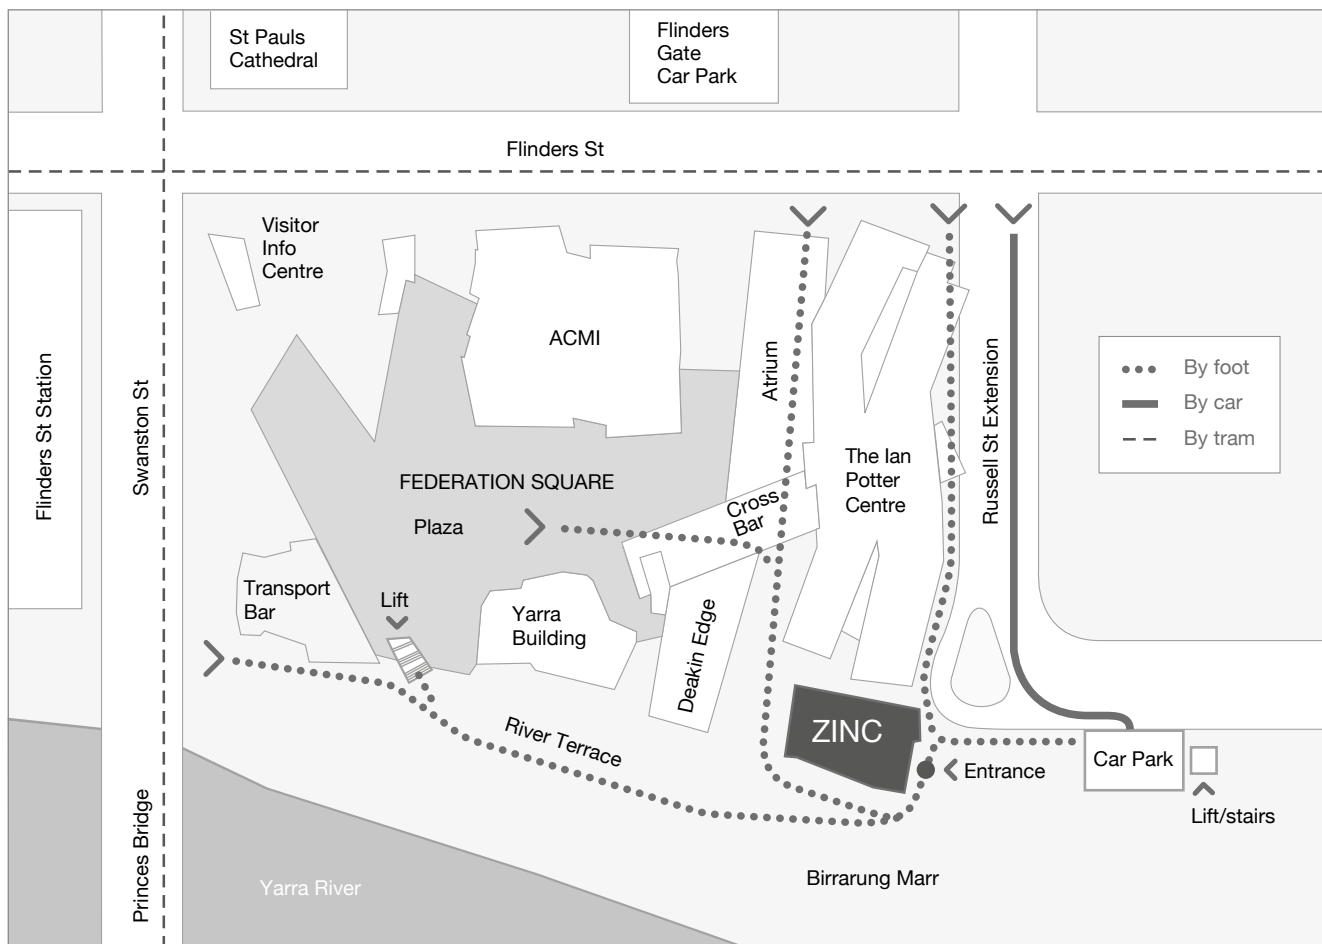 St Pauls
Cathedral
Flinders
Gate
Car Park
Flinders St
Visitor
Info
Centre
ACMI
Atrium
Flinders St Station
Swanston St
Russell St Extension
By foot
By car
By tram
FEDERATION SQUARE
Plaza
Cross
Bar
The Ian
Potter
Centre
Transport
Bar
Lift
Yarra
Building
Deakin Edge
River Terrace
ZINC
Entrance
Car Park
Lift/stairs
Princes Bridge
Yarra River
Birrarung Marr